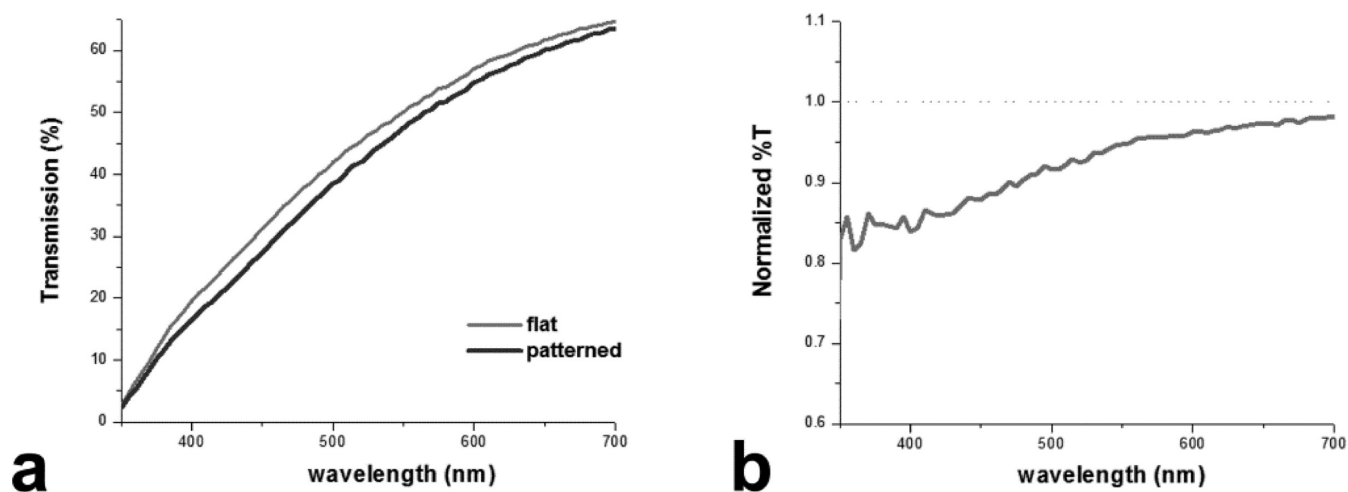 Transmission (%)
60
50
40
30
20
10
0
400
500
600
700
wavelength (nm)
flat
patterned
a
Normalized %T
1.1
1.0
0.9
0.8
0.7
0.6
400
500
600
700
wavelength (nm)
b